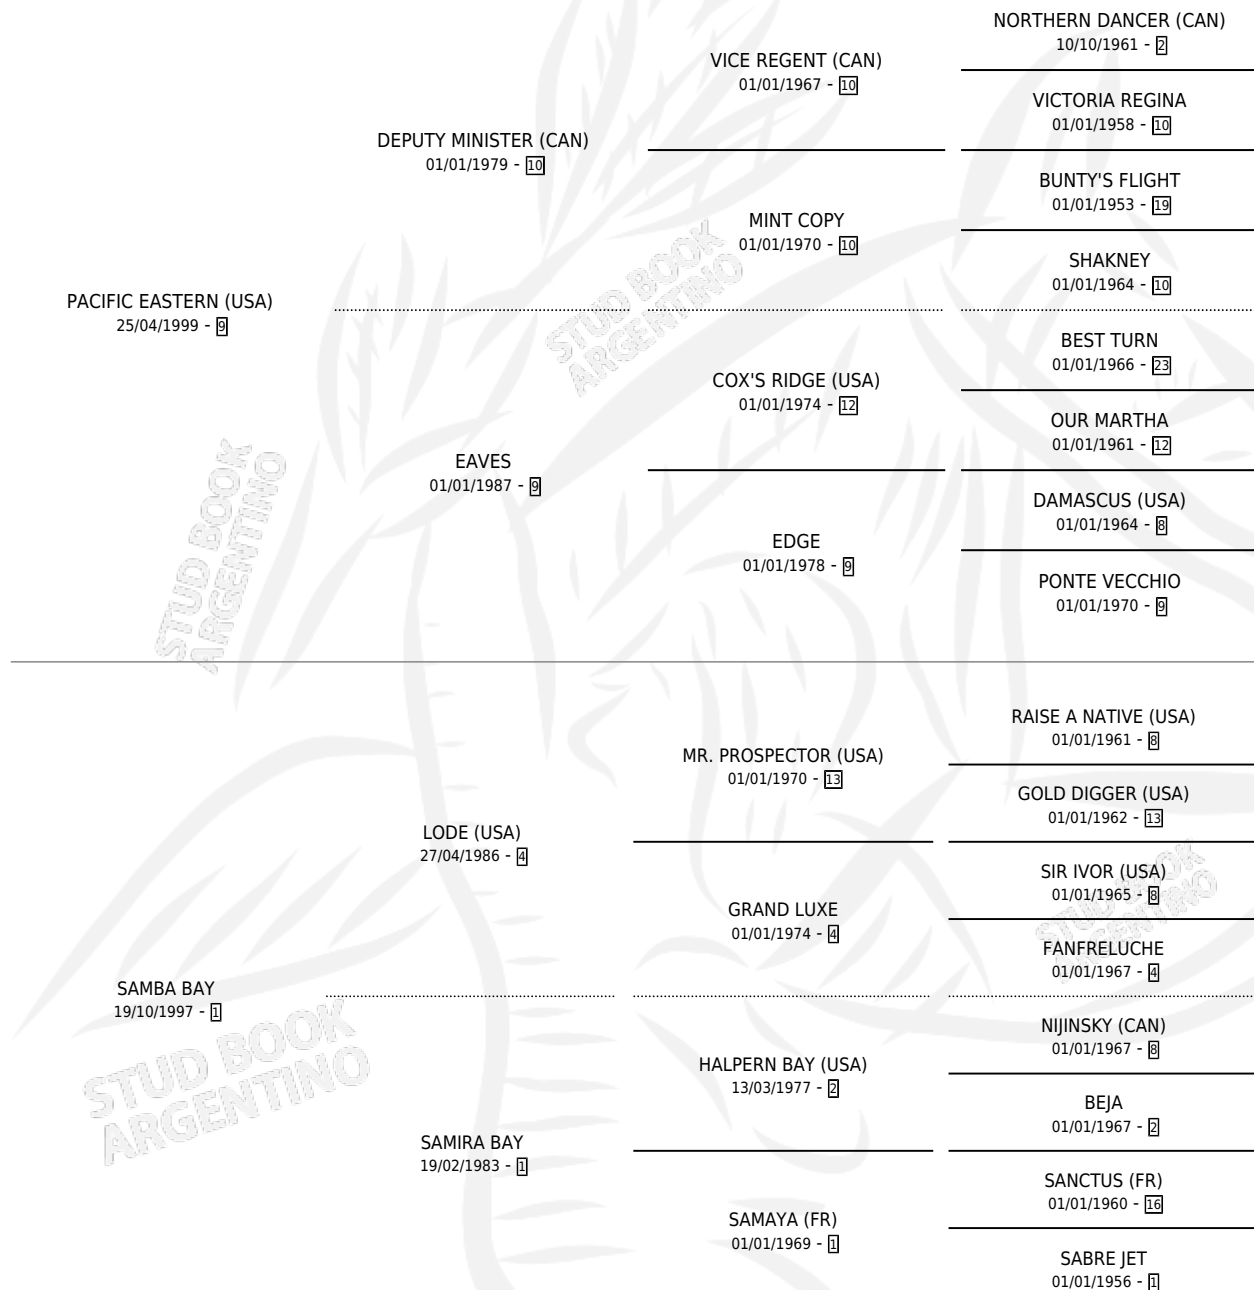 NORTHERN DANCER (CAN)
10/10/1961 - 2
VICE REGENT (CAN)
01/01/1967 - 10
VICTORIA REGINA
01/01/1958 - 10
DEPUTY MINISTER (CAN)
01/01/1979 - 10
BUNTY'S FLIGHT
01/01/1953 - 19
MINT COPY
01/01/1970 - 10
SHAKNEY
01/01/1964 - 10
PACIFIC EASTERN (USA)
25/04/1999 - 9
BEST TURN
01/01/1966 - 23
COX'S RIDGE (USA)
01/01/1974 - 12
OUR MARTHA
01/01/1961 - 12
EAVES
01/01/1987 - 9
DAMASCUS (USA)
01/01/1964 - 8
EDGE
01/01/1978 - 9
PONTE VECCHIO
01/01/1970 - 9
RAISE A NATIVE (USA)
01/01/1961 - 8
MR. PROSPECTOR (USA)
01/01/1970 - 13
GOLD DIGGER (USA)
01/01/1962 - 13
LODE (USA)
27/04/1986 - 4
SIR IVOR (USA)
01/01/1965 - 8
GRAND LUXE
01/01/1974 - 4
FANFRELUCHE
01/01/1967 - 4
SAMBA BAY
19/10/1997 - 1
NIJINSKY (CAN)
01/01/1967 - 8
HALPERN BAY (USA)
13/03/1977 - 2
BEJA
01/01/1967 - 2
SAMIRA BAY
19/02/1983 - 1
SANCTUS (FR)
01/01/1960 - 16
SAMAYA (FR)
01/01/1969 - 1
SABRE JET
01/01/1956 - 1
STUD BOOK
ARGENTINO
STUD BOOK
ARGENTINO
STUD BOOK
ARGENTINO
STUD BOOK
ARGENTINO